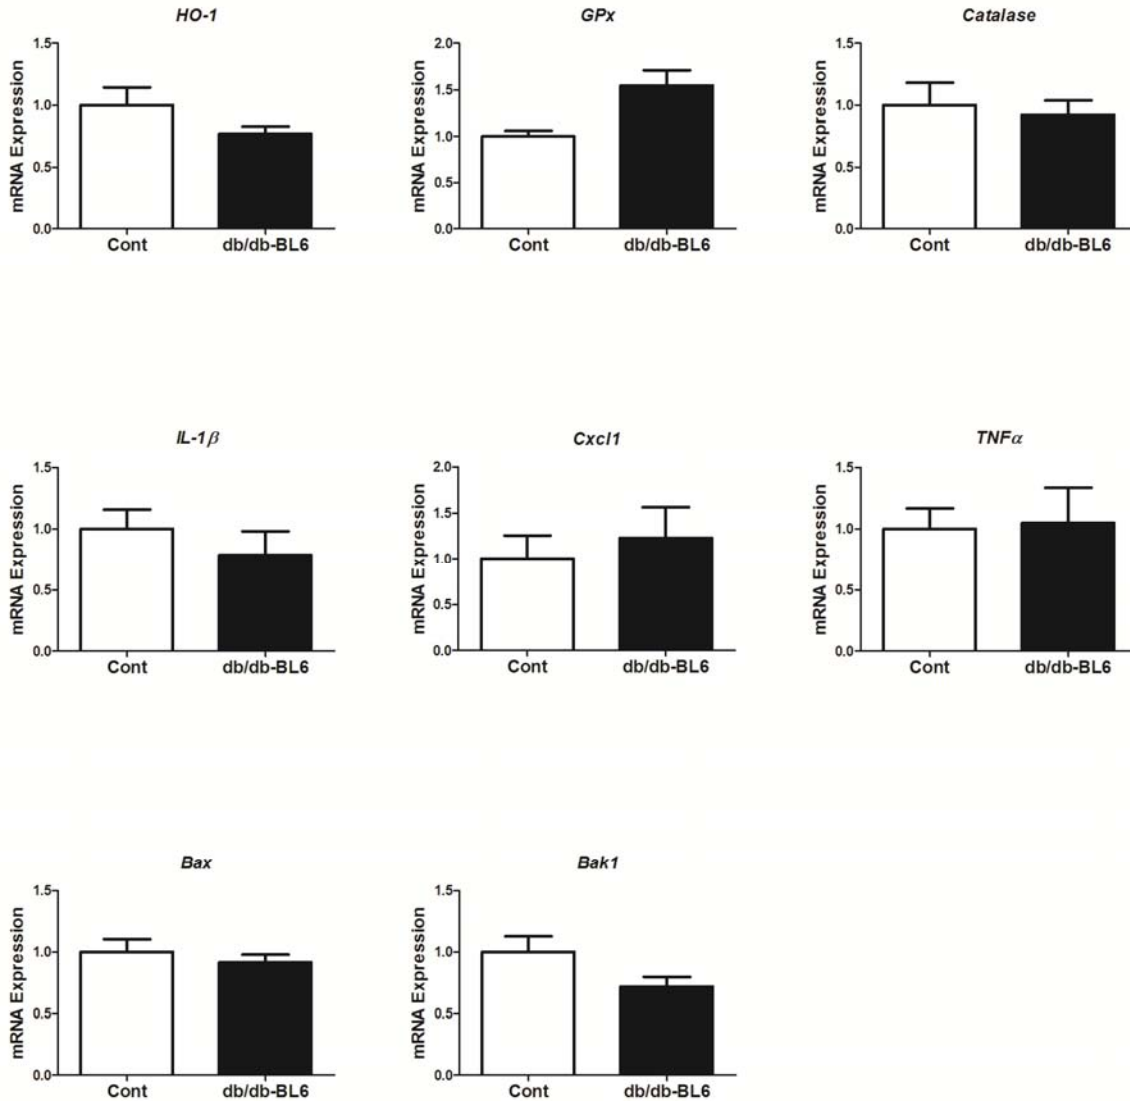 HO-1
GPx
Catalase
mRNA Expression
1.5
1.0
0.5
0.0
Cont
db/db-BL6
mRNA Expression
2.0
1.5
1.0
0.5
0.0
Cont
db/db-BL6
mRNA Expression
1.5
1.0
0.5
0.0
Cont
db/db-BL6
IL-1β
Cxcl1
TNFα
mRNA Expression
1.5
1.0
0.5
0.0
Cont
db/db-BL6
mRNA Expression
2.0
1.5
1.0
0.5
0.0
Cont
db/db-BL6
mRNA Expression
1.5
1.0
0.5
0.0
Cont
db/db-BL6
Bax
Bak1
mRNA Expression
1.5
1.0
0.5
0.0
Cont
db/db-BL6
mRNA Expression
1.5
1.0
0.5
0.0
Cont
db/db-BL6